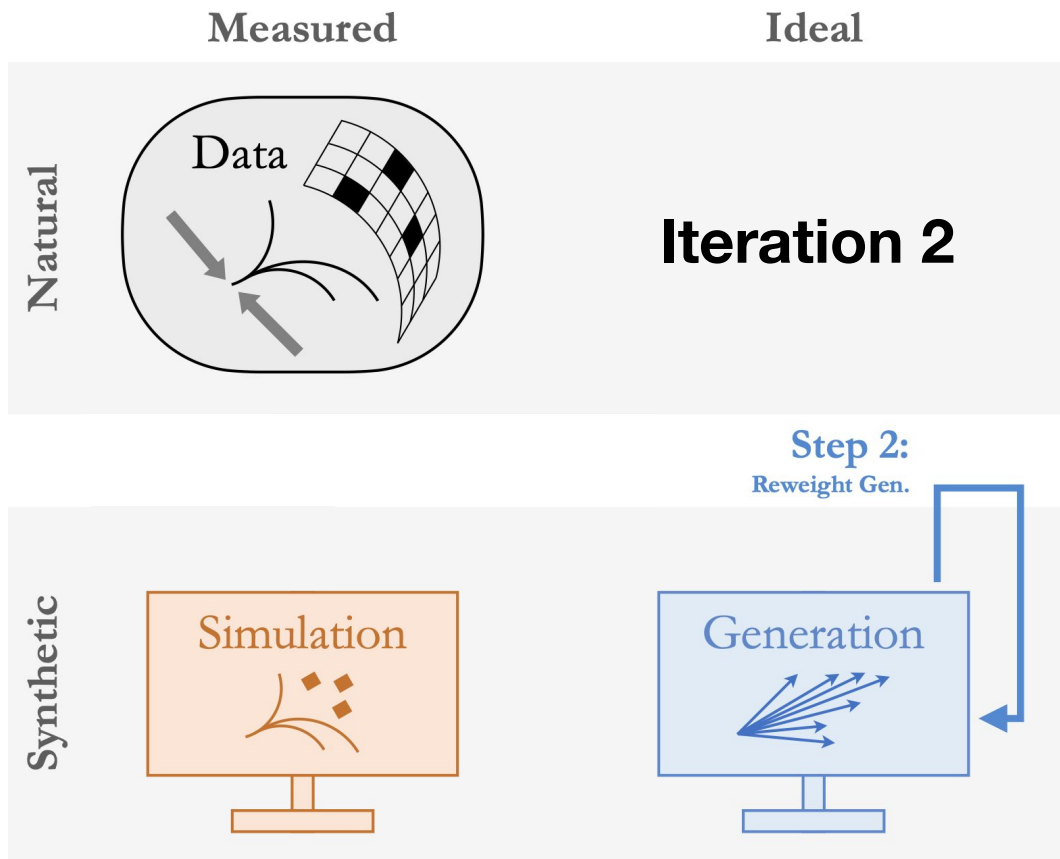 Measured
Ideal
Natural
Data
Iteration 2
Step 2:
Reweight Gen.
Synthetic
Simulation
Generation